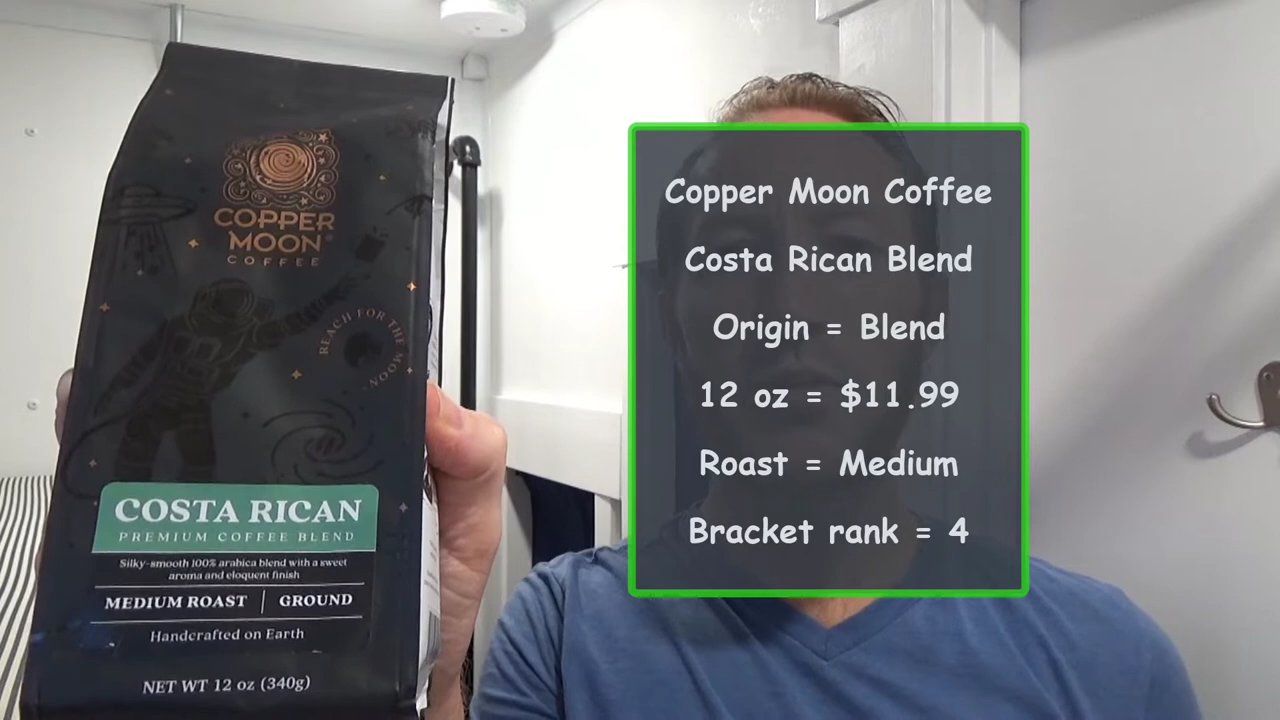 COPPER
MOON®
COFFEE
REACH FOR THE MOON
COSTA RICAN
PREMIUM COFFEE BLEND
Silky-smooth 100% arabica blend with a sweet
aroma and eloquent finish
MEDIUM ROAST | GROUND
Handcrafted on Earth
NET WT 12 oz (340g)
Copper Moon Coffee
Costa Rican Blend
Origin = Blend
12 oz = $11.99
Roast = Medium
Bracket rank = 4